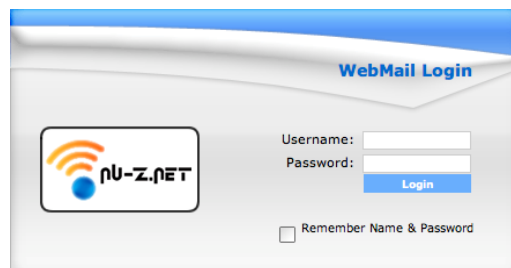 WebMail Login
nu-z.net
Username:
Password:
Login
Remember Name & Password